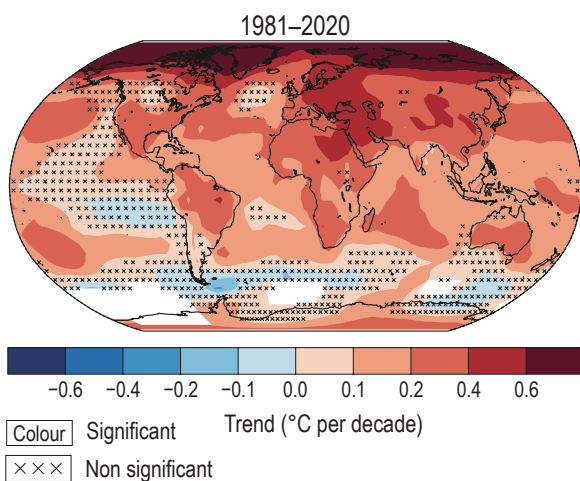 1981–2020
−0.6 −0.4 −0.2 −0.1 0.0 0.1 0.2 0.4 0.6
Trend (°C per decade)
Colour Significant
××× Non significant